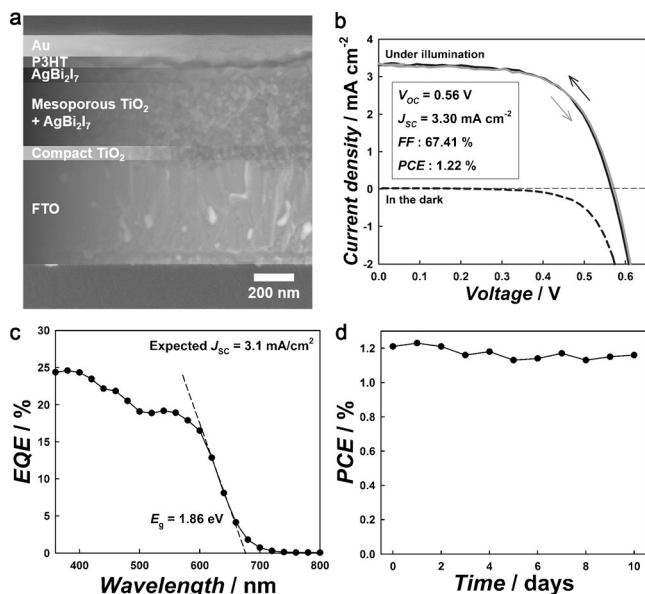 a
Au
P3HT
AgBi₂I₇
Mesoporous TiO₂
+ AgBi₂I₇
Compact TiO₂
FTO
200 nm
b
Current density / mA cm⁻²
4
3
2
1
0
-1
-2
Under illumination
V_OC = 0.56 V
J_SC = 3.30 mA cm⁻²
FF : 67.41 %
PCE : 1.22 %
In the dark
0.0 0.1 0.2 0.3 0.4 0.5 0.6
Voltage / V
c
EQE / %
30
25
20
15
10
5
0
Expected J_SC = 3.1 mA/cm²
E_g = 1.86 eV
400 500 600 700 800
Wavelength / nm
d
PCE / %
1.4
1.2
1.0
0.8
0.6
0.4
0.2
0.0
0 2 4 6 8 10
Time / days